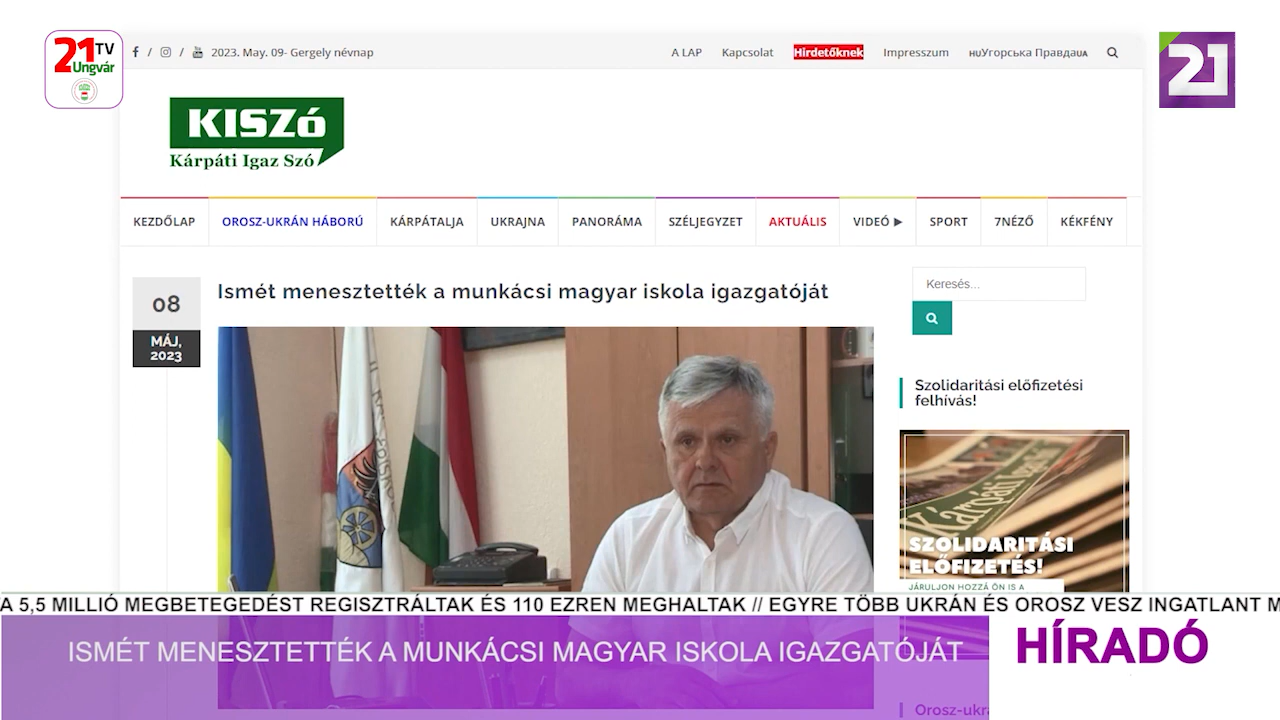 21 TV
Ungvár
/ / 2023. May. 09- Gergely névnap
A LAP Kapcsolat Hirdetőknek Impresszum HUУгорська ПравдаUA
21
KISZó
Kárpáti Igaz Szó
KEZDŐLAP OROSZ-UKRÁN HÁBORÚ KÁRPÁTALJA UKRAJNA PANORÁMA SZÉLJEGYZET AKTUÁLIS VIDEÓ ▶ SPORT 7NÉZŐ KÉKFÉNY
08
MÁJ,
2023
Ismét menesztették a munkácsi magyar iskola igazgatóját
Keresés...
Szolidaritási előfizetési
felhívás!
Kárpáti Igaz
SZOLIDARITÁSI
ELŐFIZETÉS!
JÁRULJON HOZZÁ ÖN IS A
A 5,5 MILLIÓ MEGBETEGEDÉST REGISZTRÁLTAK ÉS 110 EZREN MEGHALTAK // EGYRE TÖBB UKRÁN ÉS OROSZ VESZ INGATLANT M
ISMÉT MENESZTETTÉK A MUNKÁCSI MAGYAR ISKOLA IGAZGATÓJÁT
HÍRADÓ
Orosz-ukr